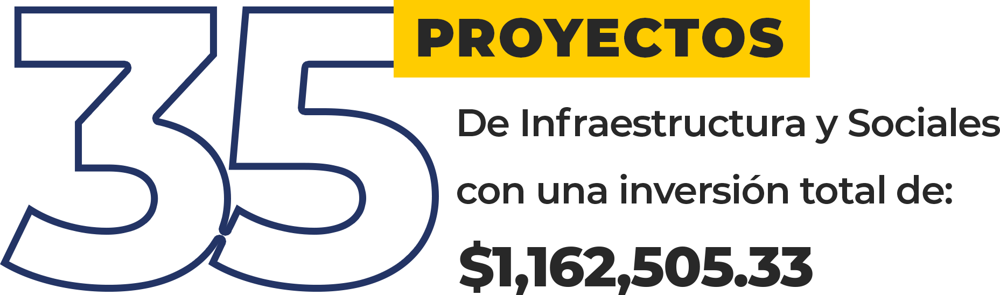 35 PROYECTOS
De Infraestructura y Sociales
con una inversión total de:
$1,162,505.33